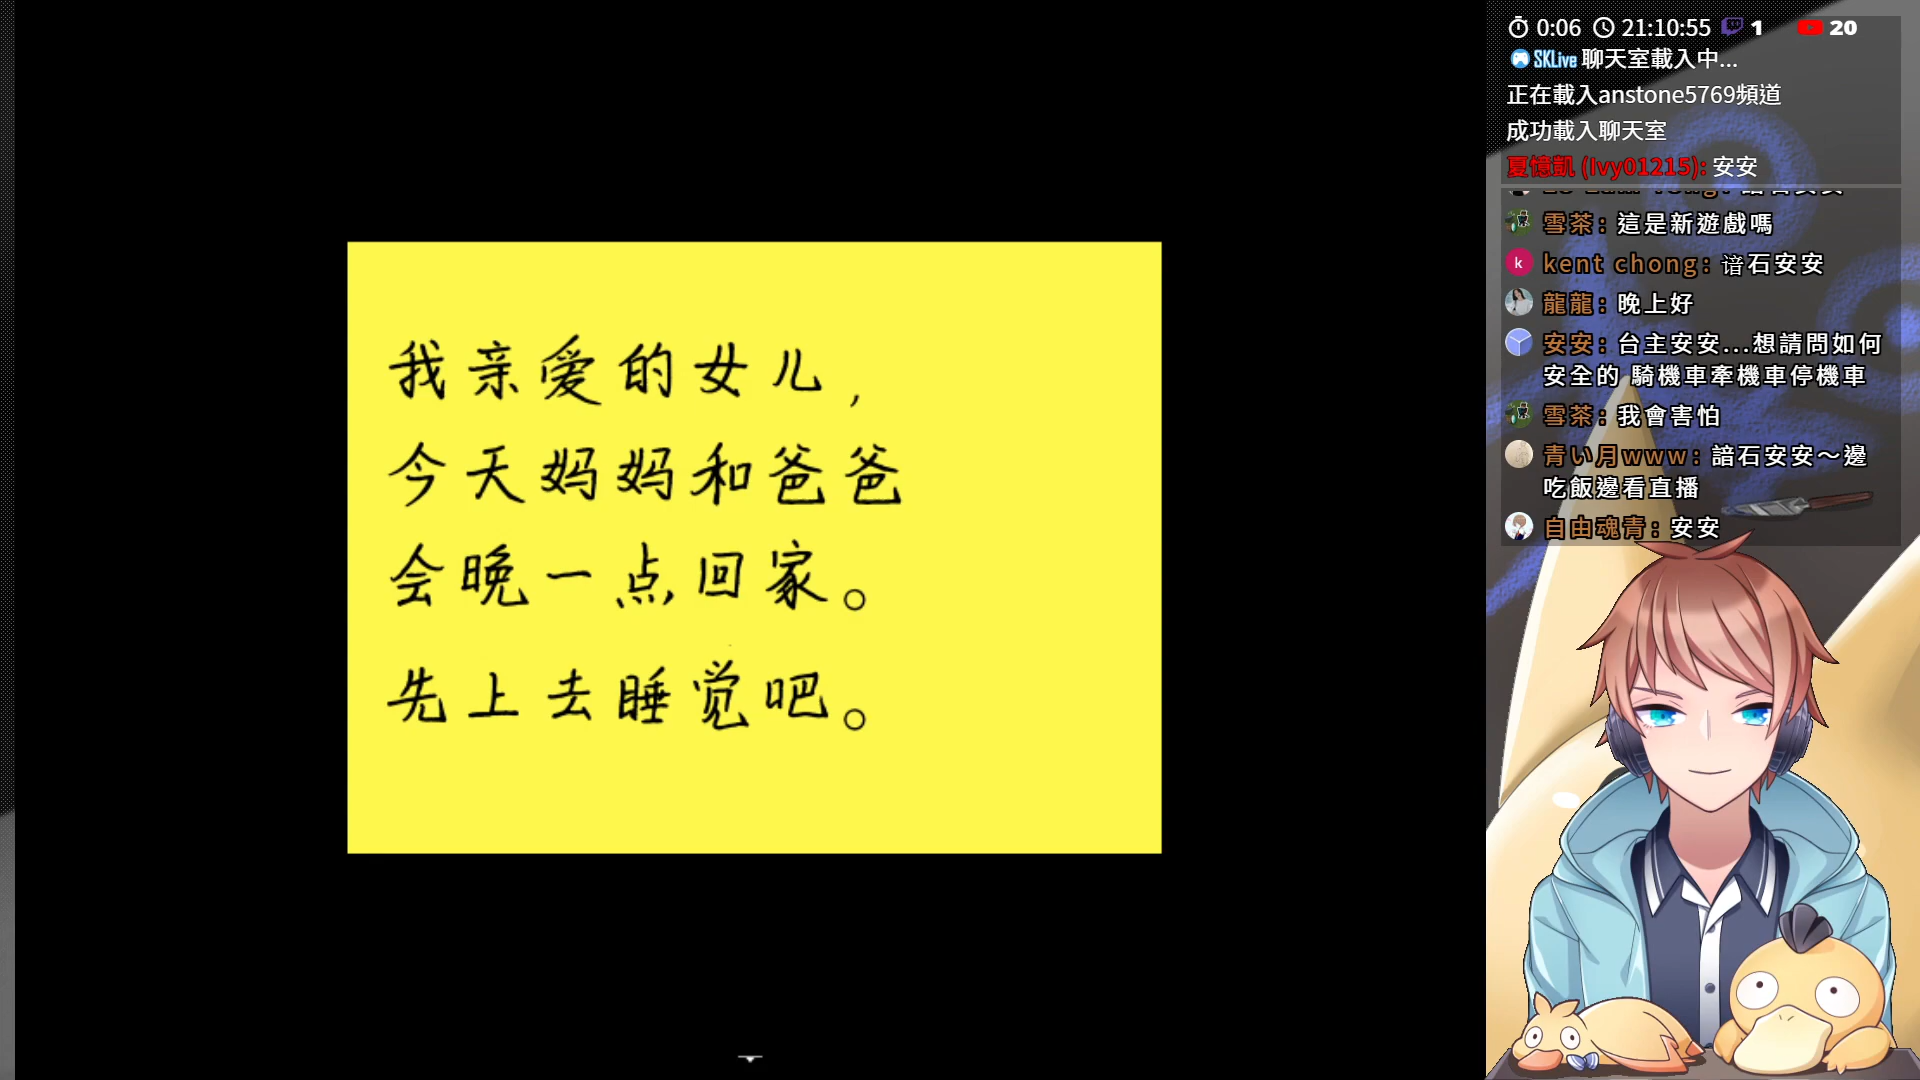 我亲爱的女儿，
今天妈妈和爸爸
会晚一点回家。
先上去睡觉吧。
0:06 21:10:55 1 20
SKLive 聊天室載入中...
正在載入anstone5769頻道
成功載入聊天室
夏憶凱 (Ivy01215): 安安
雪茶: 這是新遊戲嗎
k kent chong: 谙石安安
龍龍: 晚上好
安安: 台主安安...想請問如何
安全的 騎機車牽機車停機車
雪茶: 我會害怕
青い月www: 諳石安安～邊
吃飯邊看直播
自由魂青: 安安